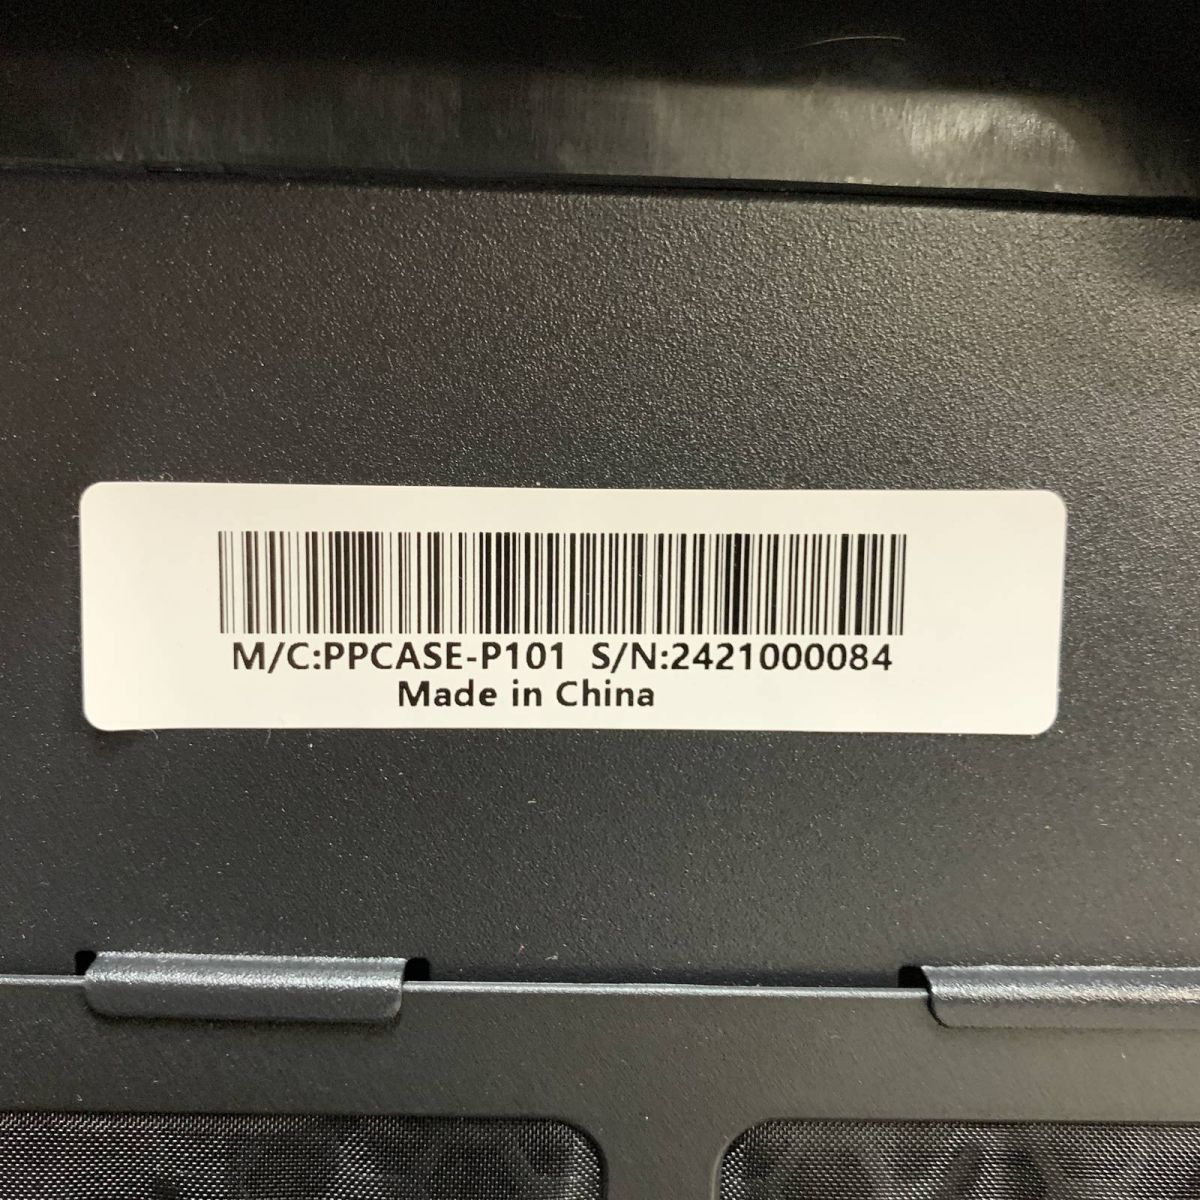 M/C:PPCASE-P101 S/N:2421000084
Made in China